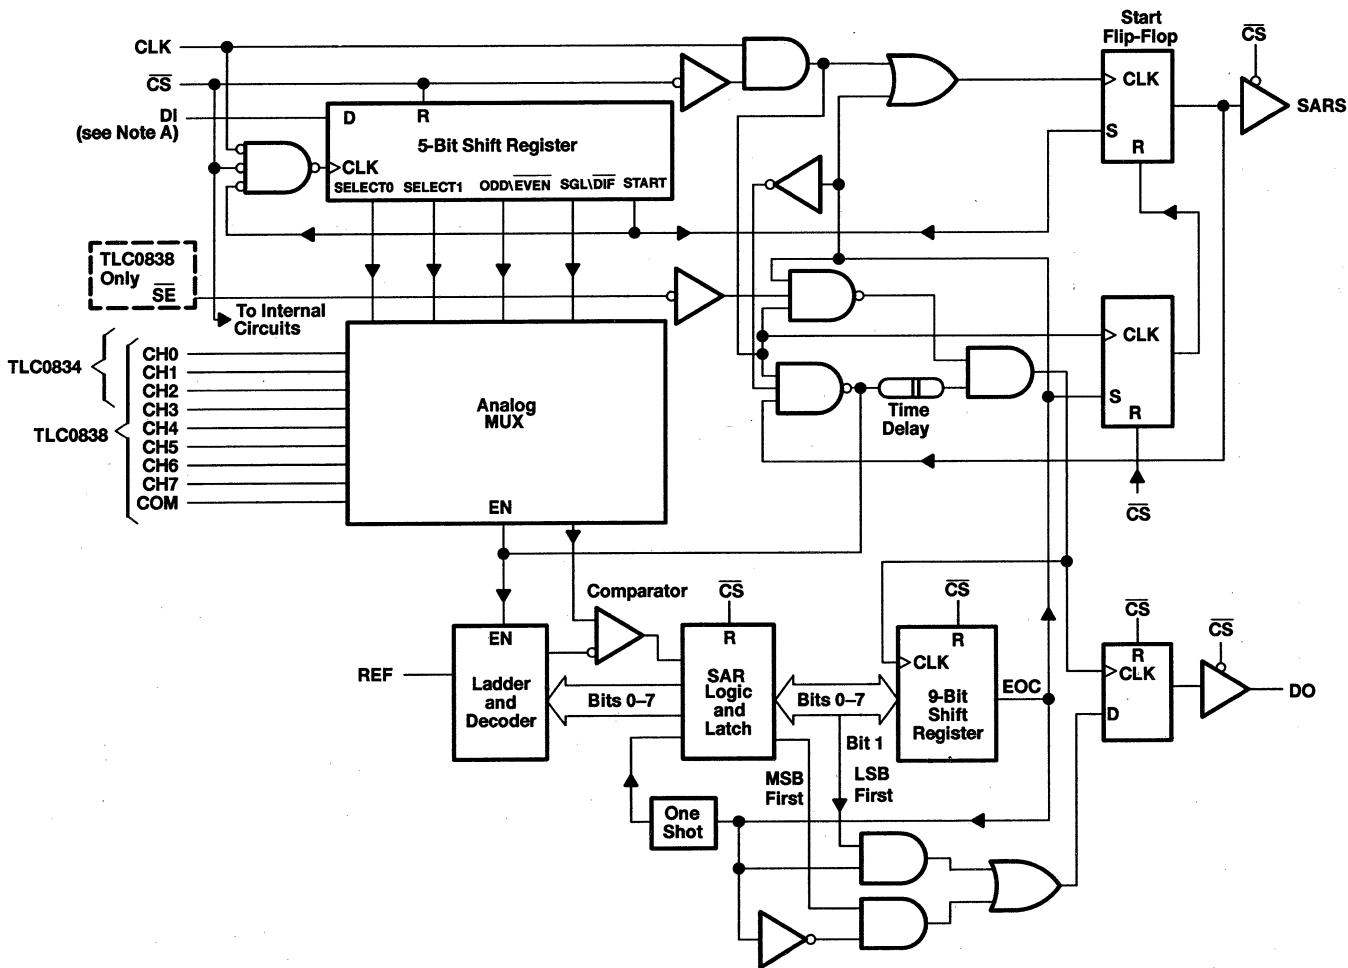 Start
Flip-Flop
CLK
CS
CS
DI
(see Note A)
D
R
5-Bit Shift Register
CLK
SELECT0
SELECT1
ODD\EVEN
SGL\DIF
START
CLK
S
R
SARS
TLC0838
Only
SE
To Internal
Circuits
TLC0834
TLC0838
CH0
CH1
CH2
CH3
CH4
CH5
CH6
CH7
COM
Analog
MUX
EN
Time
Delay
CLK
S
R
CS
Comparator
REF
EN
Ladder
and
Decoder
Bits 0–7
CS
R
SAR
Logic
and
Latch
Bits 0–7
CS
R
CLK
9-Bit
Shift
Register
EOC
CS
R
CLK
D
CS
DO
Bit 1
MSB
First
LSB
First
One
Shot